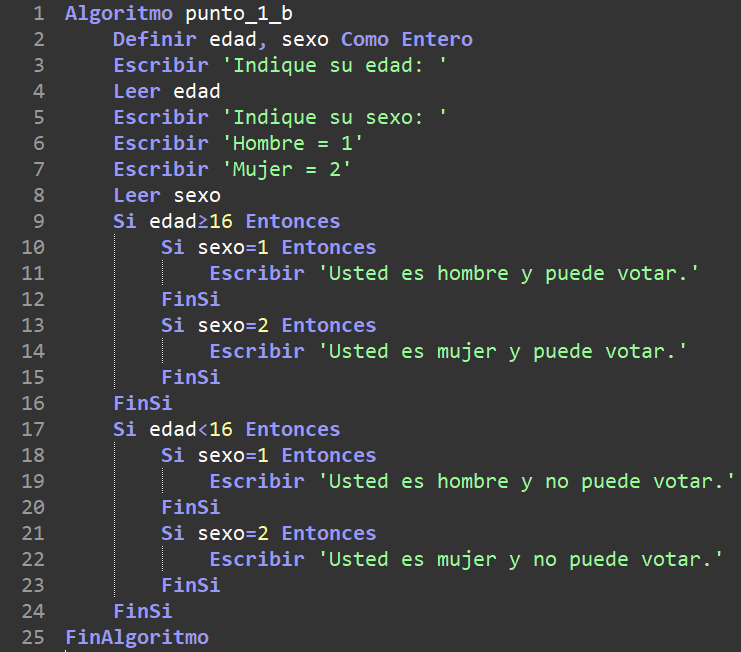 1 Algoritmo punto_1_b
2 Definir edad, sexo Como Entero
3 Escribir 'Indique su edad: '
4 Leer edad
5 Escribir 'Indique su sexo: '
6 Escribir 'Hombre = 1'
7 Escribir 'Mujer = 2'
8 Leer sexo
9 Si edad≥16 Entonces
10 Si sexo=1 Entonces
11 Escribir 'Usted es hombre y puede votar.'
12 FinSi
13 Si sexo=2 Entonces
14 Escribir 'Usted es mujer y puede votar.'
15 FinSi
16 FinSi
17 Si edad<16 Entonces
18 Si sexo=1 Entonces
19 Escribir 'Usted es hombre y no puede votar.'
20 FinSi
21 Si sexo=2 Entonces
22 Escribir 'Usted es mujer y no puede votar.'
23 FinSi
24 FinSi
25 FinAlgoritmo